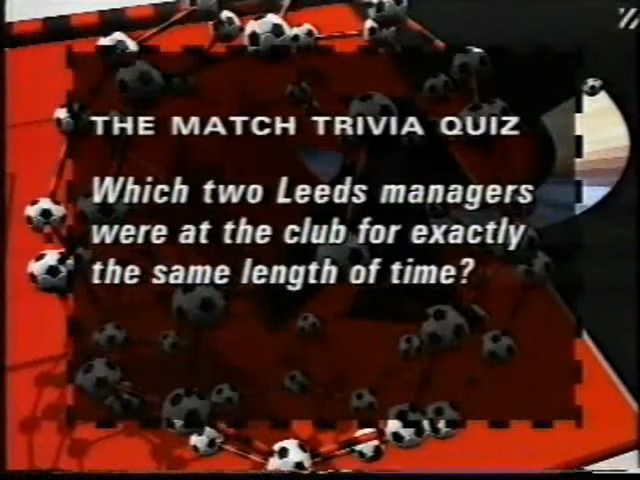 THE MATCH TRIVIA QUIZ
Which two Leeds managers
were at the club for exactly
the same length of time?